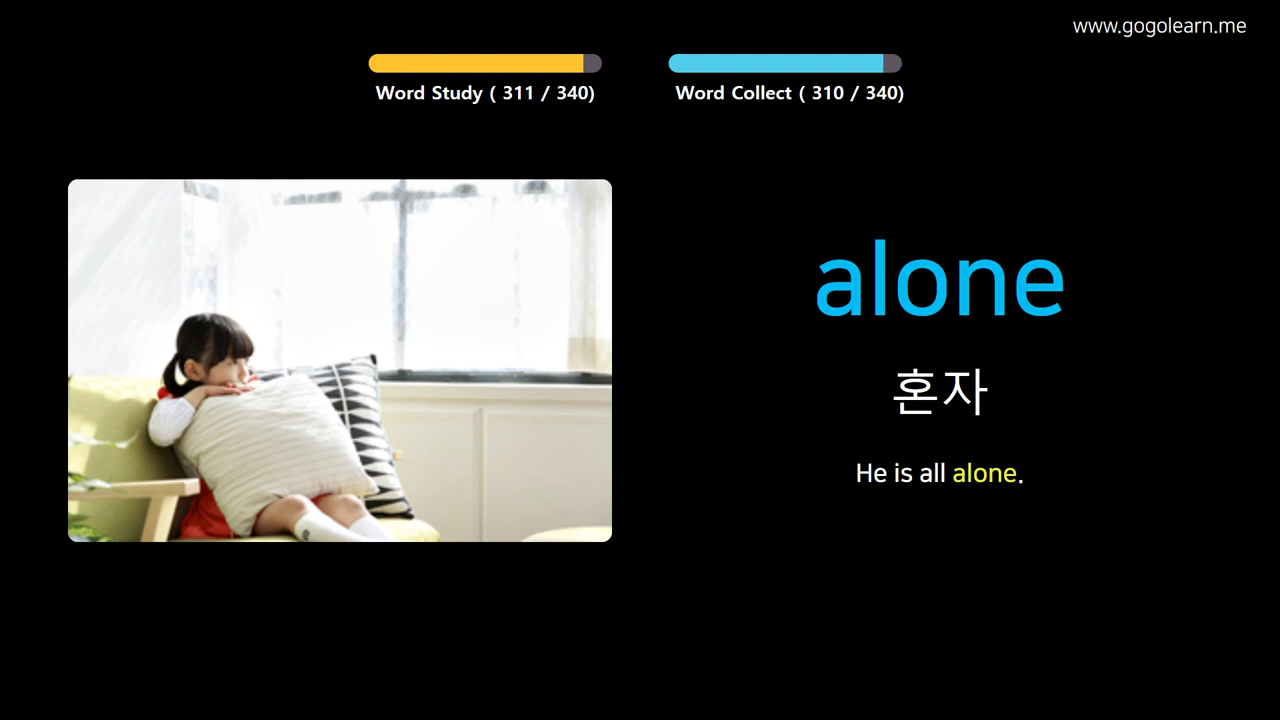 www.gogolearn.me
Word Study ( 311 / 340)
Word Collect ( 310 / 340)
alone
혼자
He is all alone.